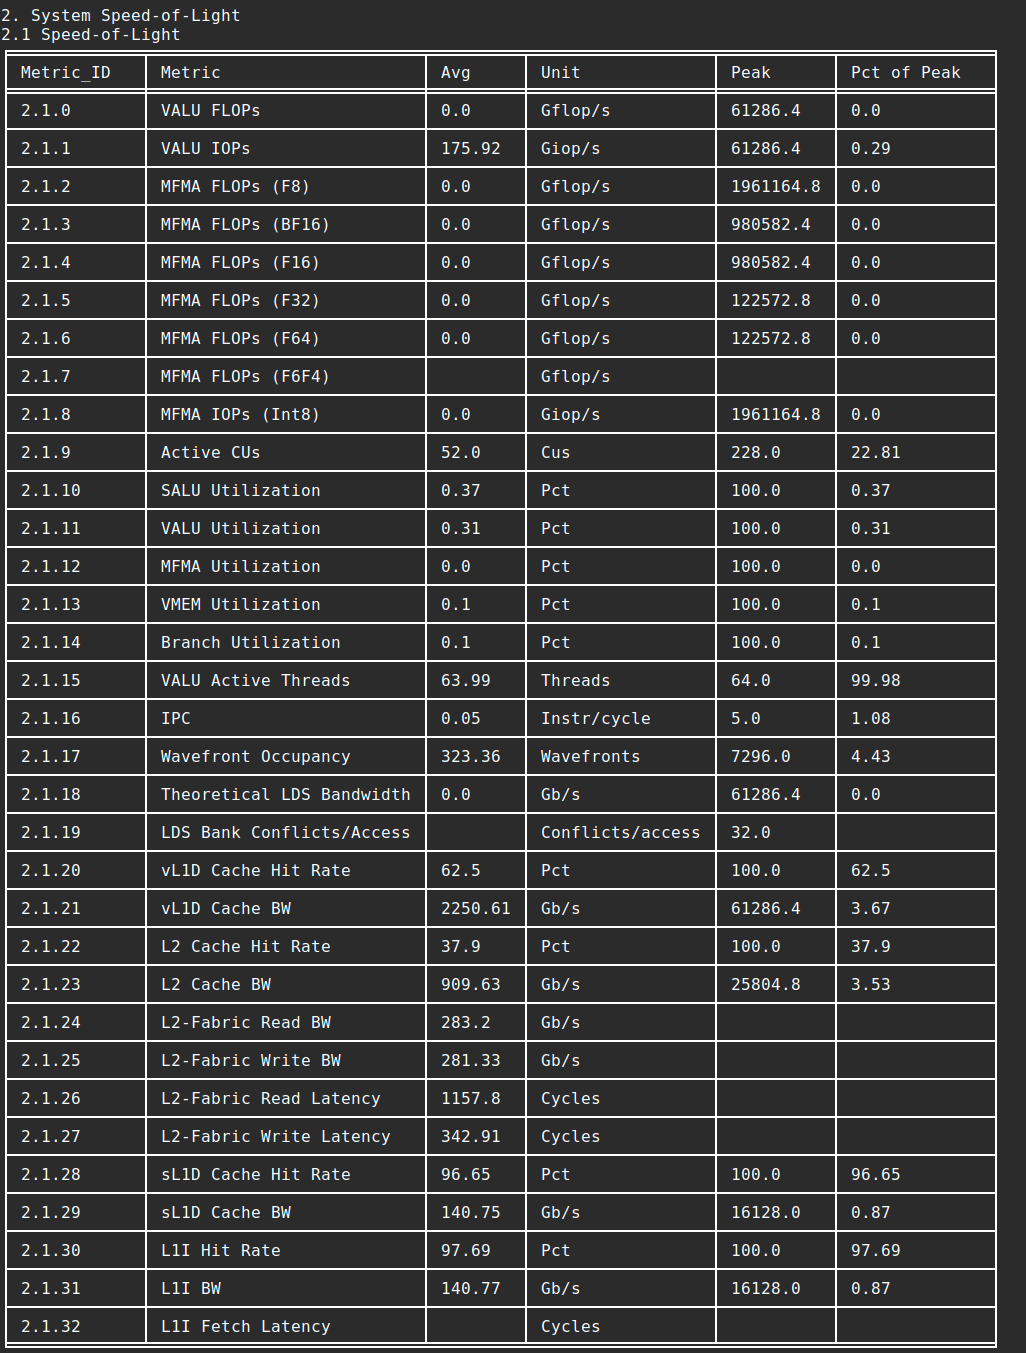 2. System Speed-of-Light
2.1 Speed-of-Light
Metric_ID Metric Avg Unit Peak Pct of Peak
2.1.0 VALU FLOPs 0.0 Gflop/s 61286.4 0.0
2.1.1 VALU IOPs 175.92 Giop/s 61286.4 0.29
2.1.2 MFMA FLOPs (F8) 0.0 Gflop/s 1961164.8 0.0
2.1.3 MFMA FLOPs (BF16) 0.0 Gflop/s 980582.4 0.0
2.1.4 MFMA FLOPs (F16) 0.0 Gflop/s 980582.4 0.0
2.1.5 MFMA FLOPs (F32) 0.0 Gflop/s 122572.8 0.0
2.1.6 MFMA FLOPs (F64) 0.0 Gflop/s 122572.8 0.0
2.1.7 MFMA FLOPs (F6F4) Gflop/s
2.1.8 MFMA IOPs (Int8) 0.0 Giop/s 1961164.8 0.0
2.1.9 Active CUs 52.0 Cus 228.0 22.81
2.1.10 SALU Utilization 0.37 Pct 100.0 0.37
2.1.11 VALU Utilization 0.31 Pct 100.0 0.31
2.1.12 MFMA Utilization 0.0 Pct 100.0 0.0
2.1.13 VMEM Utilization 0.1 Pct 100.0 0.1
2.1.14 Branch Utilization 0.1 Pct 100.0 0.1
2.1.15 VALU Active Threads 63.99 Threads 64.0 99.98
2.1.16 IPC 0.05 Instr/cycle 5.0 1.08
2.1.17 Wavefront Occupancy 323.36 Wavefronts 7296.0 4.43
2.1.18 Theoretical LDS Bandwidth 0.0 Gb/s 61286.4 0.0
2.1.19 LDS Bank Conflicts/Access Conflicts/access 32.0
2.1.20 vL1D Cache Hit Rate 62.5 Pct 100.0 62.5
2.1.21 vL1D Cache BW 2250.61 Gb/s 61286.4 3.67
2.1.22 L2 Cache Hit Rate 37.9 Pct 100.0 37.9
2.1.23 L2 Cache BW 909.63 Gb/s 25804.8 3.53
2.1.24 L2-Fabric Read BW 283.2 Gb/s
2.1.25 L2-Fabric Write BW 281.33 Gb/s
2.1.26 L2-Fabric Read Latency 1157.8 Cycles
2.1.27 L2-Fabric Write Latency 342.91 Cycles
2.1.28 sL1D Cache Hit Rate 96.65 Pct 100.0 96.65
2.1.29 sL1D Cache BW 140.75 Gb/s 16128.0 0.87
2.1.30 L1I Hit Rate 97.69 Pct 100.0 97.69
2.1.31 L1I BW 140.77 Gb/s 16128.0 0.87
2.1.32 L1I Fetch Latency Cycles